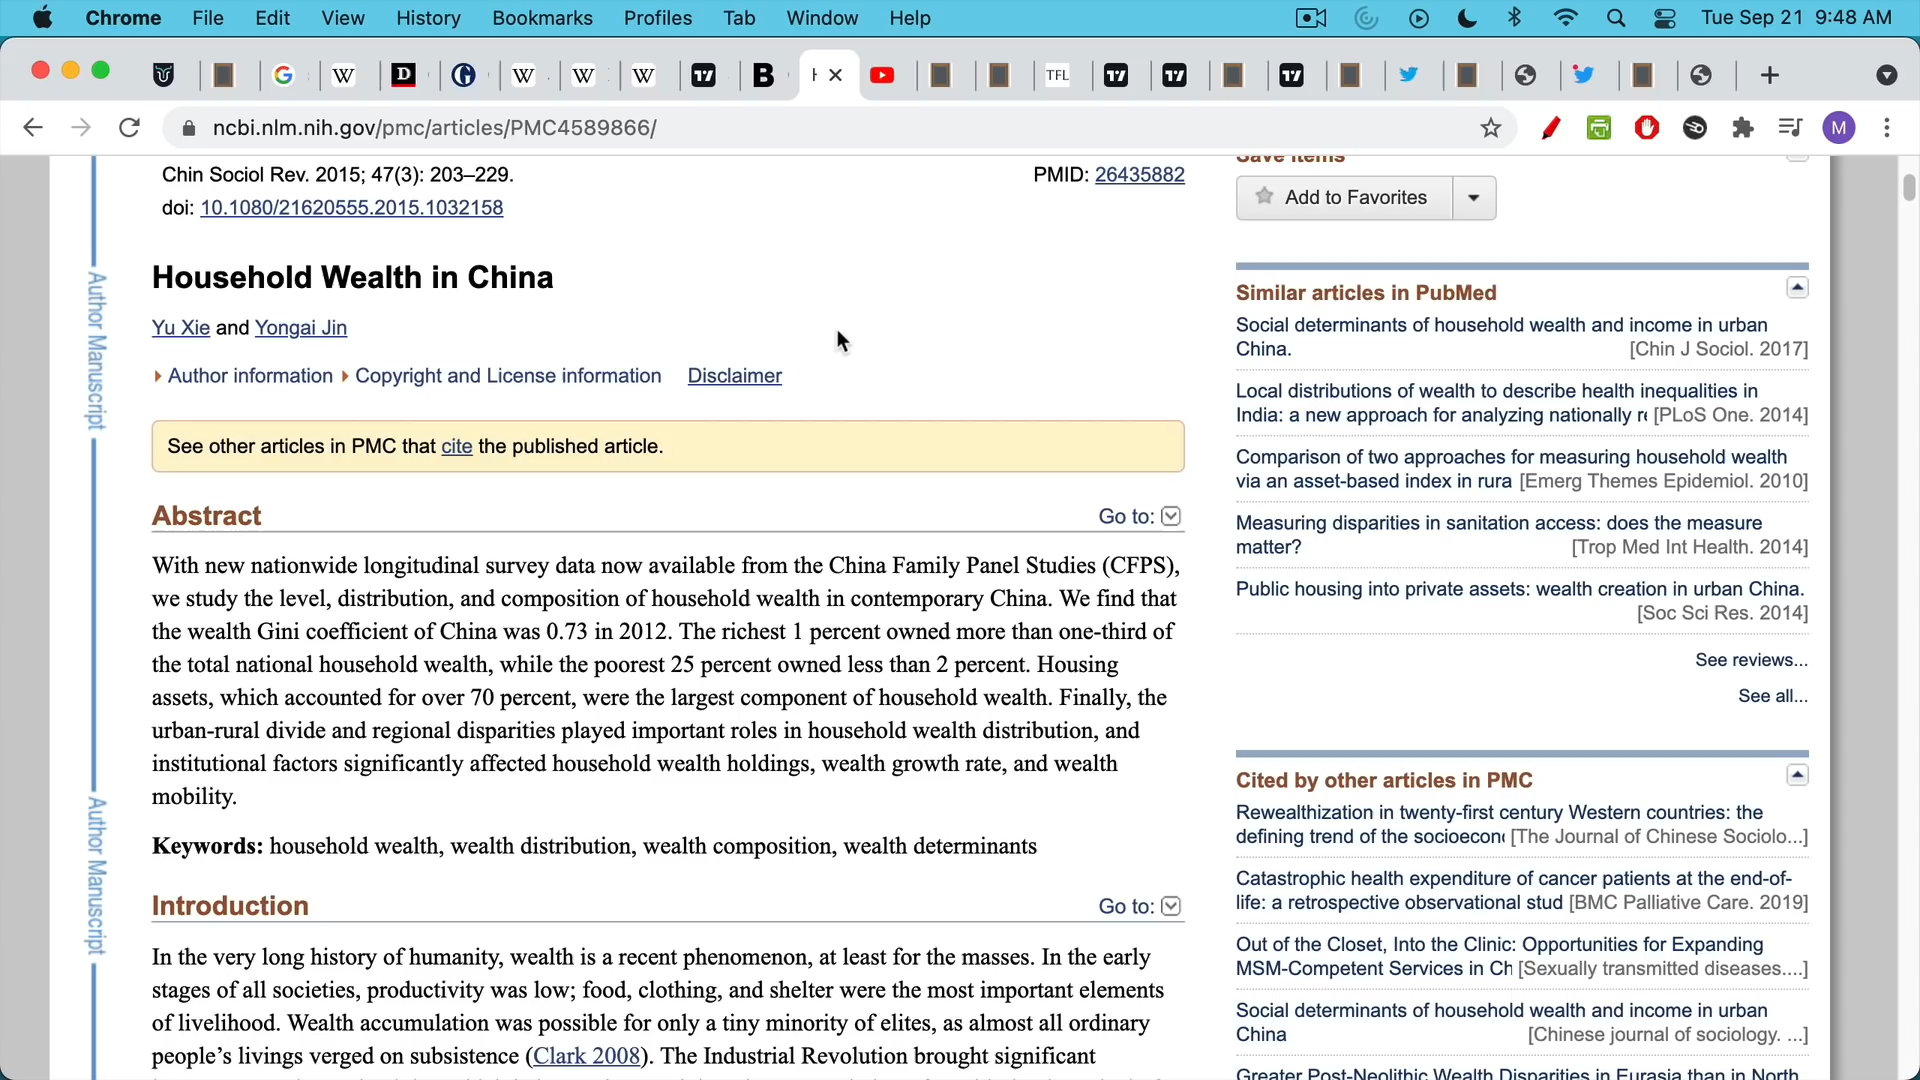 Chrome File Edit View History Bookmarks Profiles Tab Window Help Tue Sep 21 9:48 AM
TFL
ncbi.nlm.nih.gov/pmc/articles/PMC4589866/
M
Chin Sociol Rev. 2015; 47(3): 203–229.
PMID: 26435882
doi: 10.1080/21620555.2015.1032158
Household Wealth in China
Yu Xie and Yongai Jin
Author information Copyright and License information Disclaimer
See other articles in PMC that cite the published article.
Abstract
Go to:
With new nationwide longitudinal survey data now available from the China Family Panel Studies (CFPS),
we study the level, distribution, and composition of household wealth in contemporary China. We find that
the wealth Gini coefficient of China was 0.73 in 2012. The richest 1 percent owned more than one-third of
the total national household wealth, while the poorest 25 percent owned less than 2 percent. Housing
assets, which accounted for over 70 percent, were the largest component of household wealth. Finally, the
urban-rural divide and regional disparities played important roles in household wealth distribution, and
institutional factors significantly affected household wealth holdings, wealth growth rate, and wealth
mobility.
Keywords: household wealth, wealth distribution, wealth composition, wealth determinants
Introduction
Go to:
In the very long history of humanity, wealth is a recent phenomenon, at least for the masses. In the early
stages of all societies, productivity was low; food, clothing, and shelter were the most important elements
of livelihood. Wealth accumulation was possible for only a tiny minority of elites, as almost all ordinary
people’s livings verged on subsistence (Clark 2008). The Industrial Revolution brought significant
Author Manuscript
Author Manuscript
Save items
Add to Favorites
Similar articles in PubMed
Social determinants of household wealth and income in urban
China. [Chin J Sociol. 2017]
Local distributions of wealth to describe health inequalities in
India: a new approach for analyzing nationally re [PLoS One. 2014]
Comparison of two approaches for measuring household wealth
via an asset-based index in rura [Emerg Themes Epidemiol. 2010]
Measuring disparities in sanitation access: does the measure
matter? [Trop Med Int Health. 2014]
Public housing into private assets: wealth creation in urban China.
[Soc Sci Res. 2014]
See reviews...
See all...
Cited by other articles in PMC
Rewealthization in twenty-first century Western countries: the
defining trend of the socioecon [The Journal of Chinese Sociolo...]
Catastrophic health expenditure of cancer patients at the end-of-
life: a retrospective observational stud [BMC Palliative Care. 2019]
Out of the Closet, Into the Clinic: Opportunities for Expanding
MSM-Competent Services in Ch [Sexually transmitted diseases....]
Social determinants of household wealth and income in urban
China [Chinese journal of sociology. ...]
Greater Post-Neolithic Wealth Disparities in Eurasia than in North